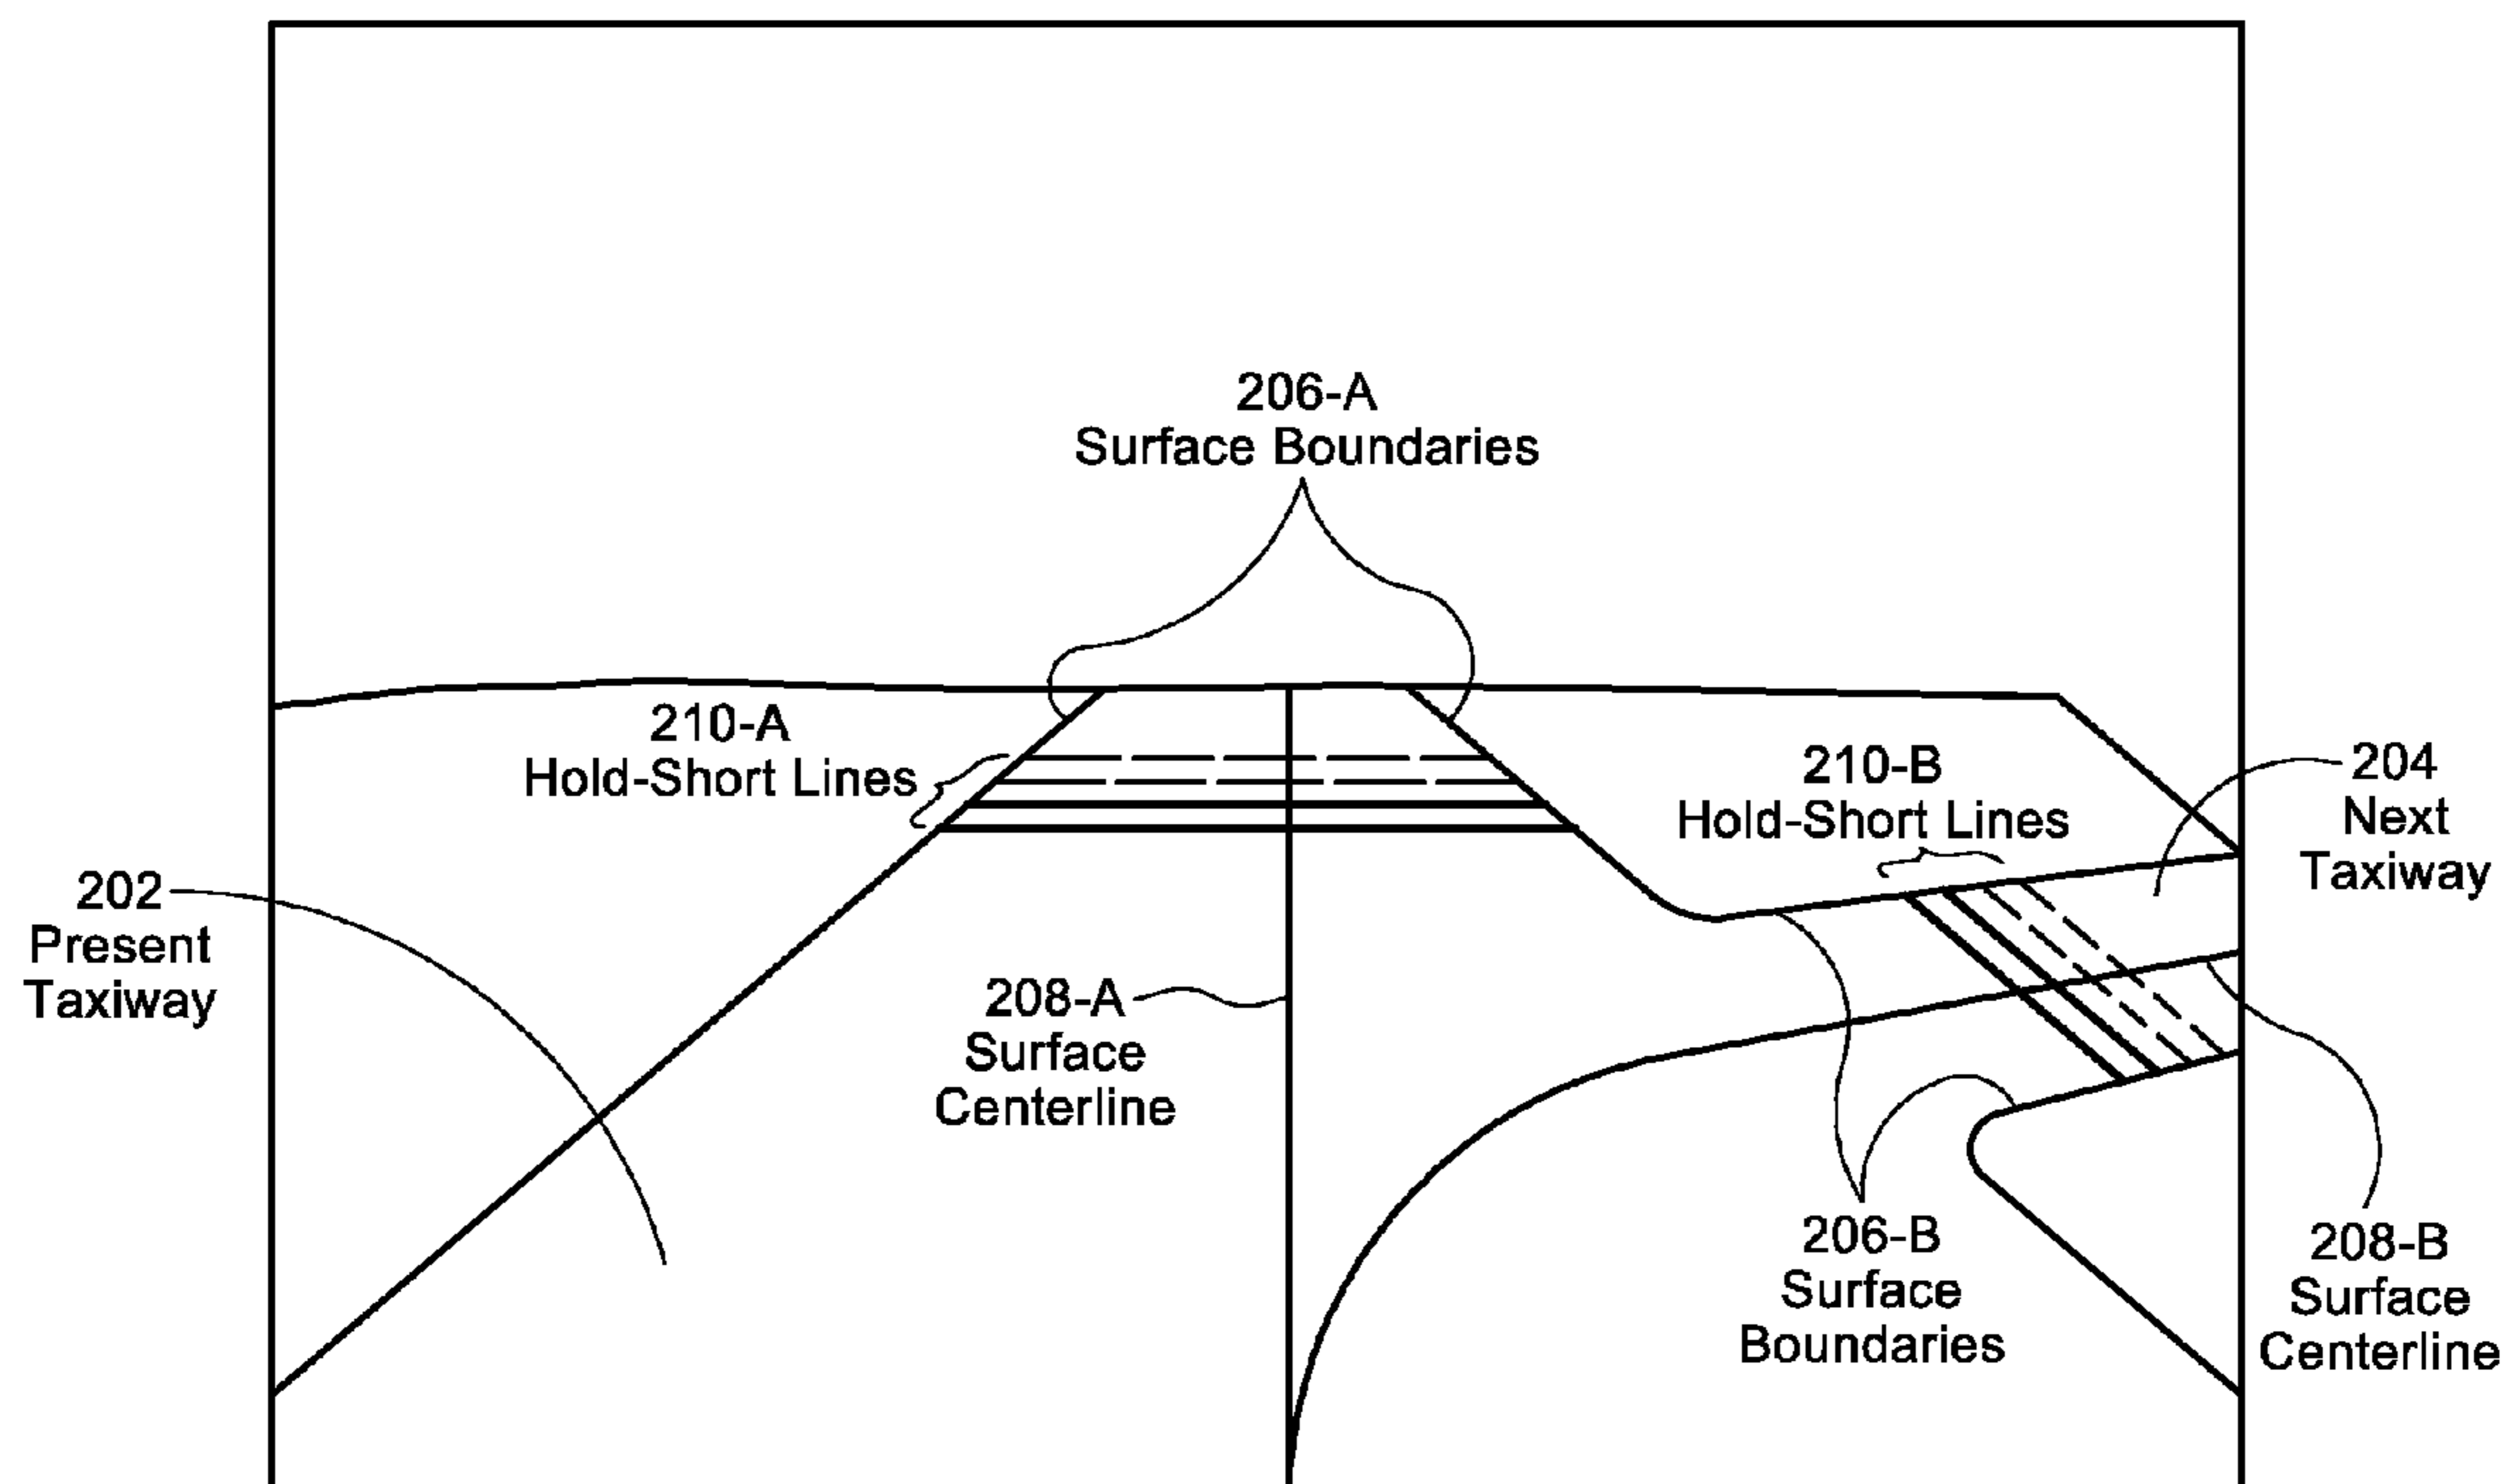 206-A
Surface Boundaries
210-A
Hold-Short Lines
210-B
Hold-Short Lines
204
Next
Taxiway
202
Present
Taxiway
208-A
Surface
Centerline
206-B
Surface
Boundaries
208-B
Surface
Centerline